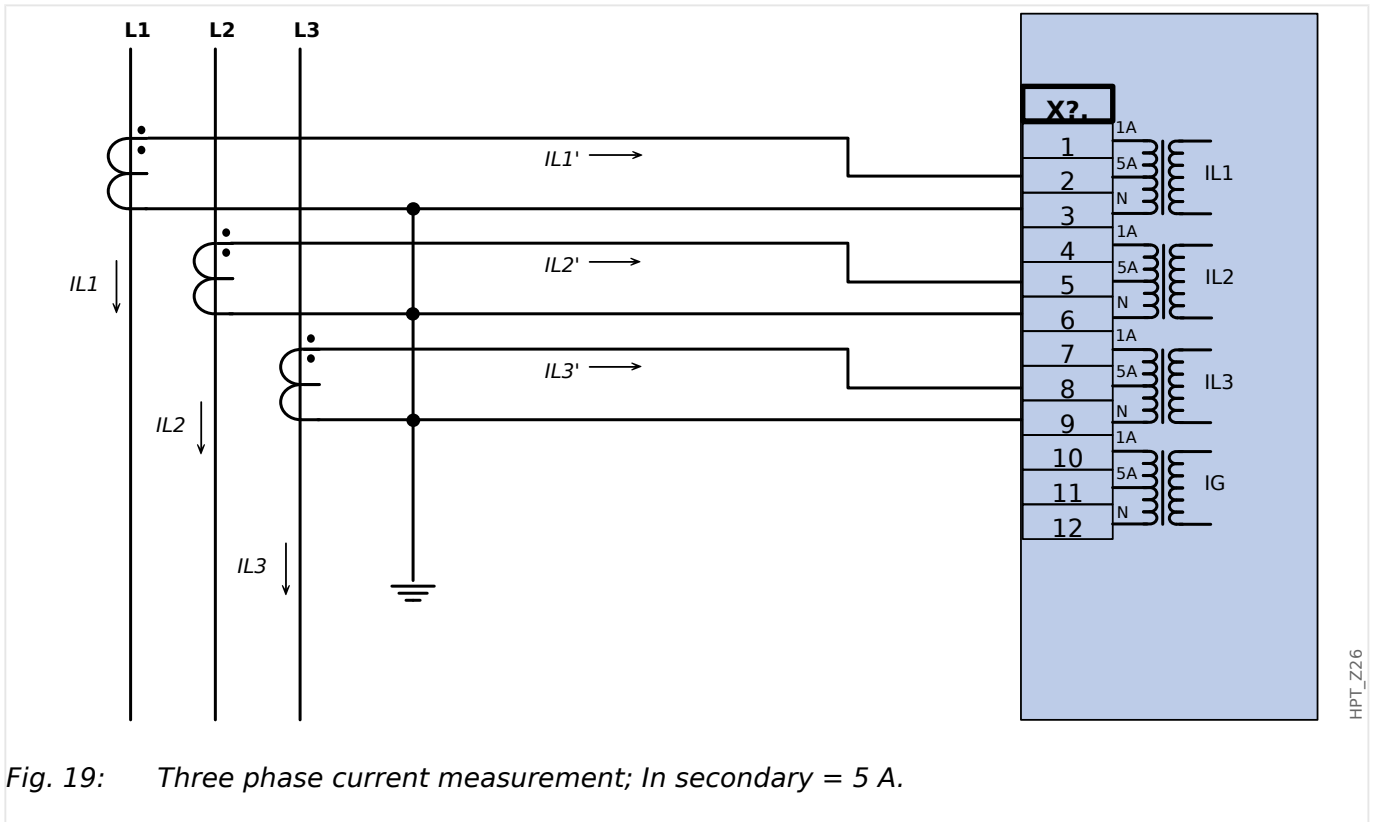 L1 L2 L3
X?.
1A
1
IL1'
5A
IL1
2
N
3
1A
4
IL2'
5A
IL1
IL2
5
N
6
1A
7
IL3'
5A
IL3
8
N
9
IL2
1A
10
5A
IG
11
N
12
IL3
HPT_Z26
Fig. 19: Three phase current measurement; In secondary = 5 A.